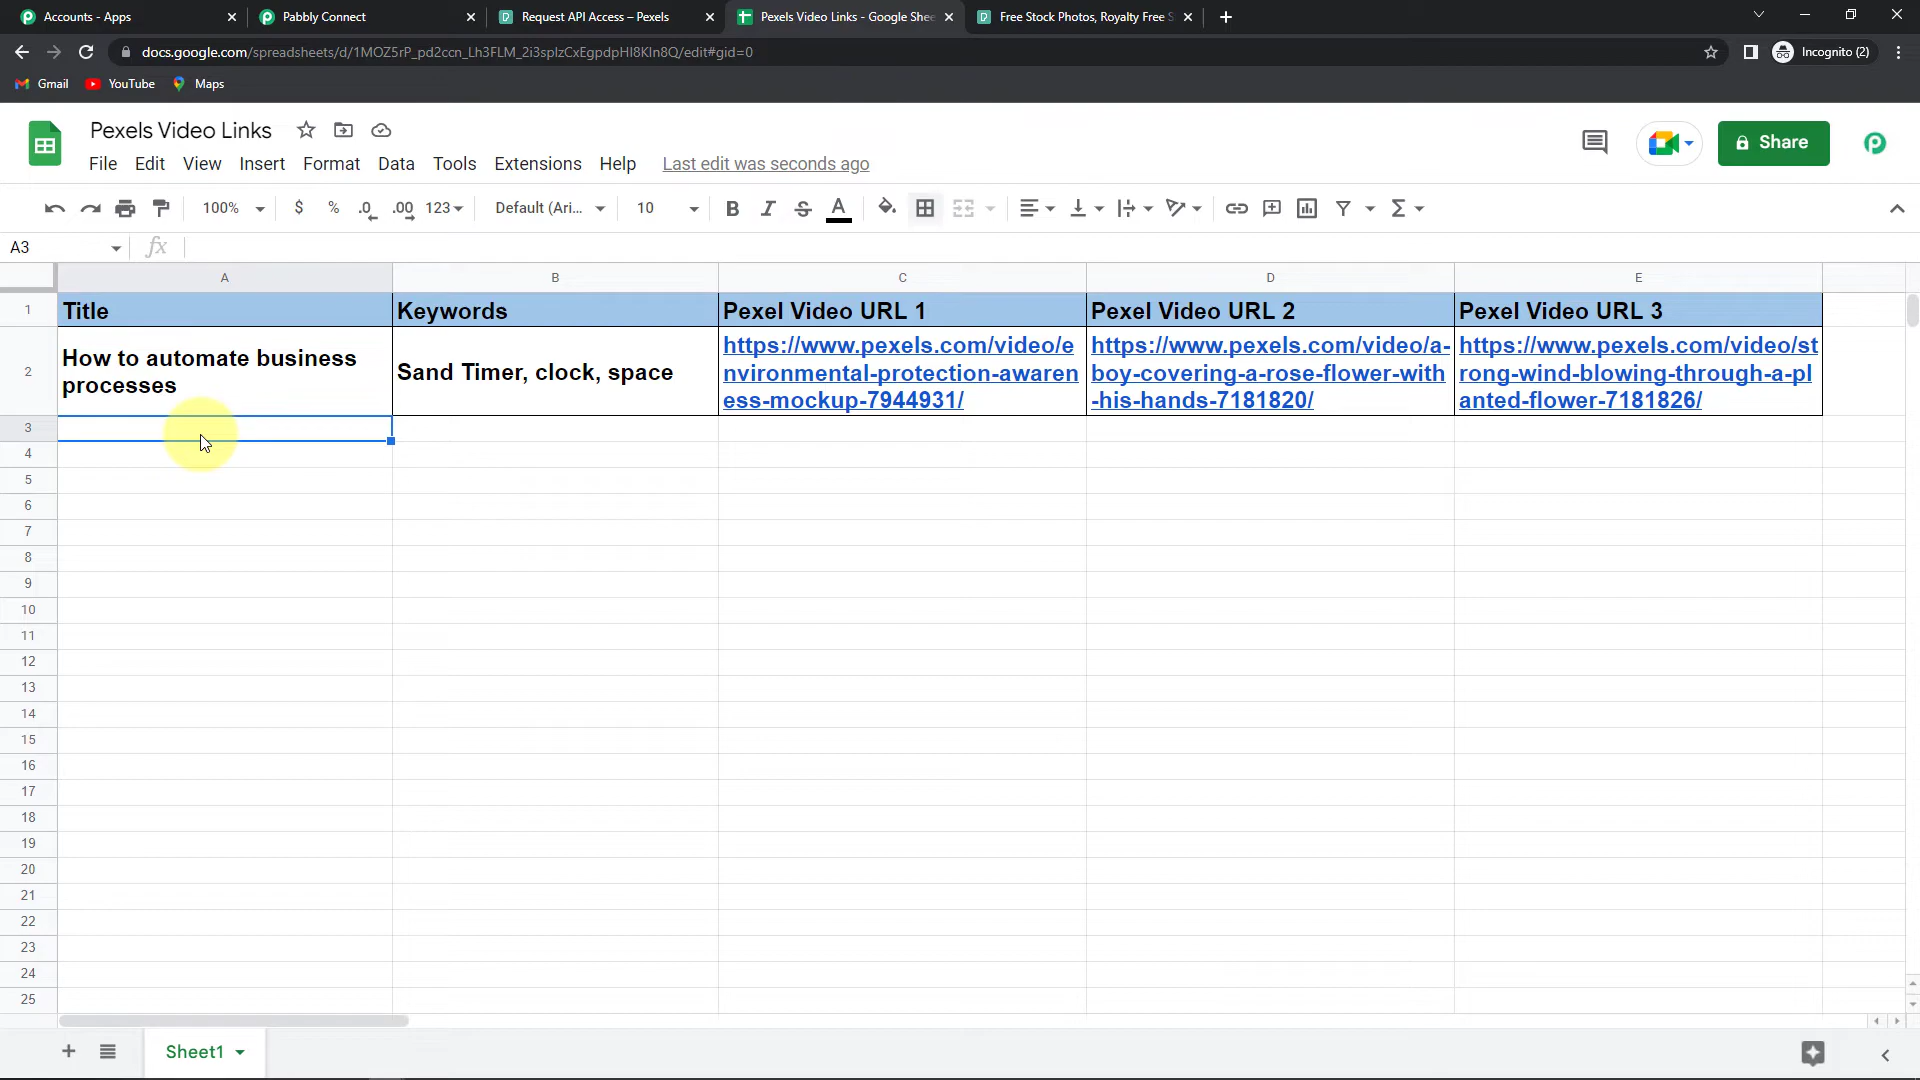 Accounts - Apps
Pabbly Connect
Request API Access – Pexels
Pexels Video Links - Google Shee
Free Stock Photos, Royalty Free S
docs.google.com/spreadsheets/d/1MOZ5rP_pd2ccn_Lh3FLM_2i3splzCxEgpdpHI8KIn8Q/edit#gid=0
Incognito (2)
Gmail
YouTube
Maps
Pexels Video Links
File Edit View Insert Format Data Tools Extensions Help Last edit was seconds ago
Share
100% $ % .0 .00 123 Default (Ari... 10 B I S A
A3 fx
A B C D E
1 Title Keywords Pexel Video URL 1 Pexel Video URL 2 Pexel Video URL 3
2
How to automate business
processes
Sand Timer, clock, space
https://www.pexels.com/video/e
nvironmental-protection-awaren
ess-mockup-7944931/
https://www.pexels.com/video/a-
boy-covering-a-rose-flower-with
-his-hands-7181820/
https://www.pexels.com/video/st
rong-wind-blowing-through-a-pl
anted-flower-7181826/
3
4
5
6
7
8
9
10
11
12
13
14
15
16
17
18
19
20
21
22
23
24
25
Sheet1